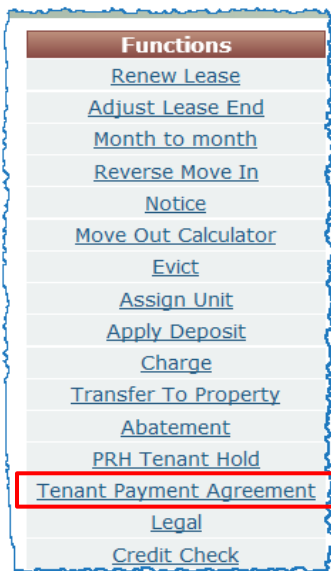 Functions
Renew Lease
Adjust Lease End
Month to month
Reverse Move In
Notice
Move Out Calculator
Evict
Assign Unit
Apply Deposit
Charge
Transfer To Property
Abatement
PRH Tenant Hold
Tenant Payment Agreement
Legal
Credit Check